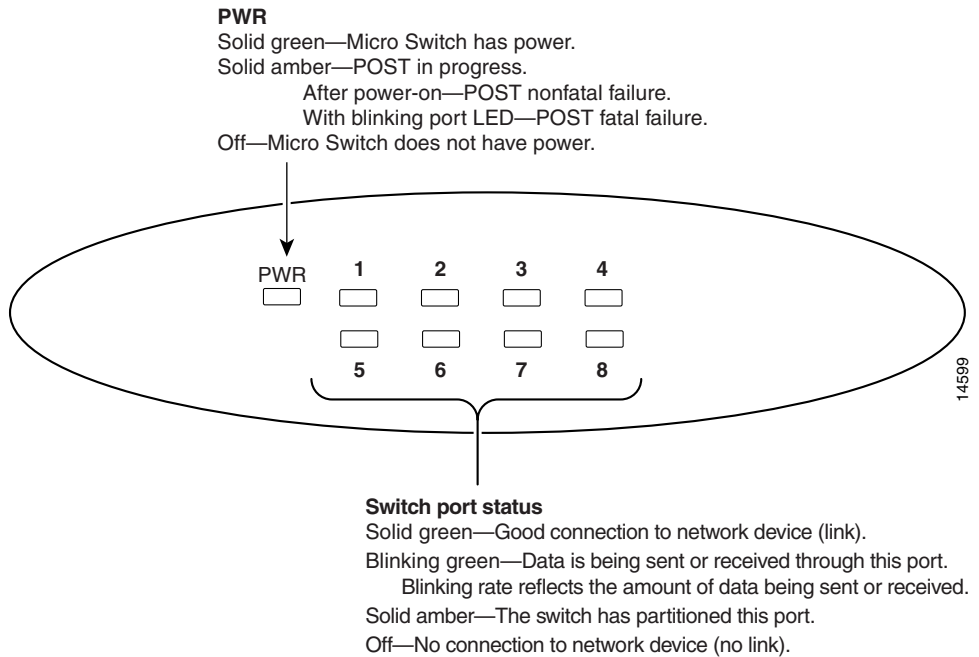 PWR
Solid green—Micro Switch has power.
Solid amber—POST in progress.
After power-on—POST nonfatal failure.
With blinking port LED—POST fatal failure.
Off—Micro Switch does not have power.
PWR 1 2 3 4
5 6 7 8
14599
Switch port status
Solid green—Good connection to network device (link).
Blinking green—Data is being sent or received through this port.
Blinking rate reflects the amount of data being sent or received.
Solid amber—The switch has partitioned this port.
Off—No connection to network device (no link).